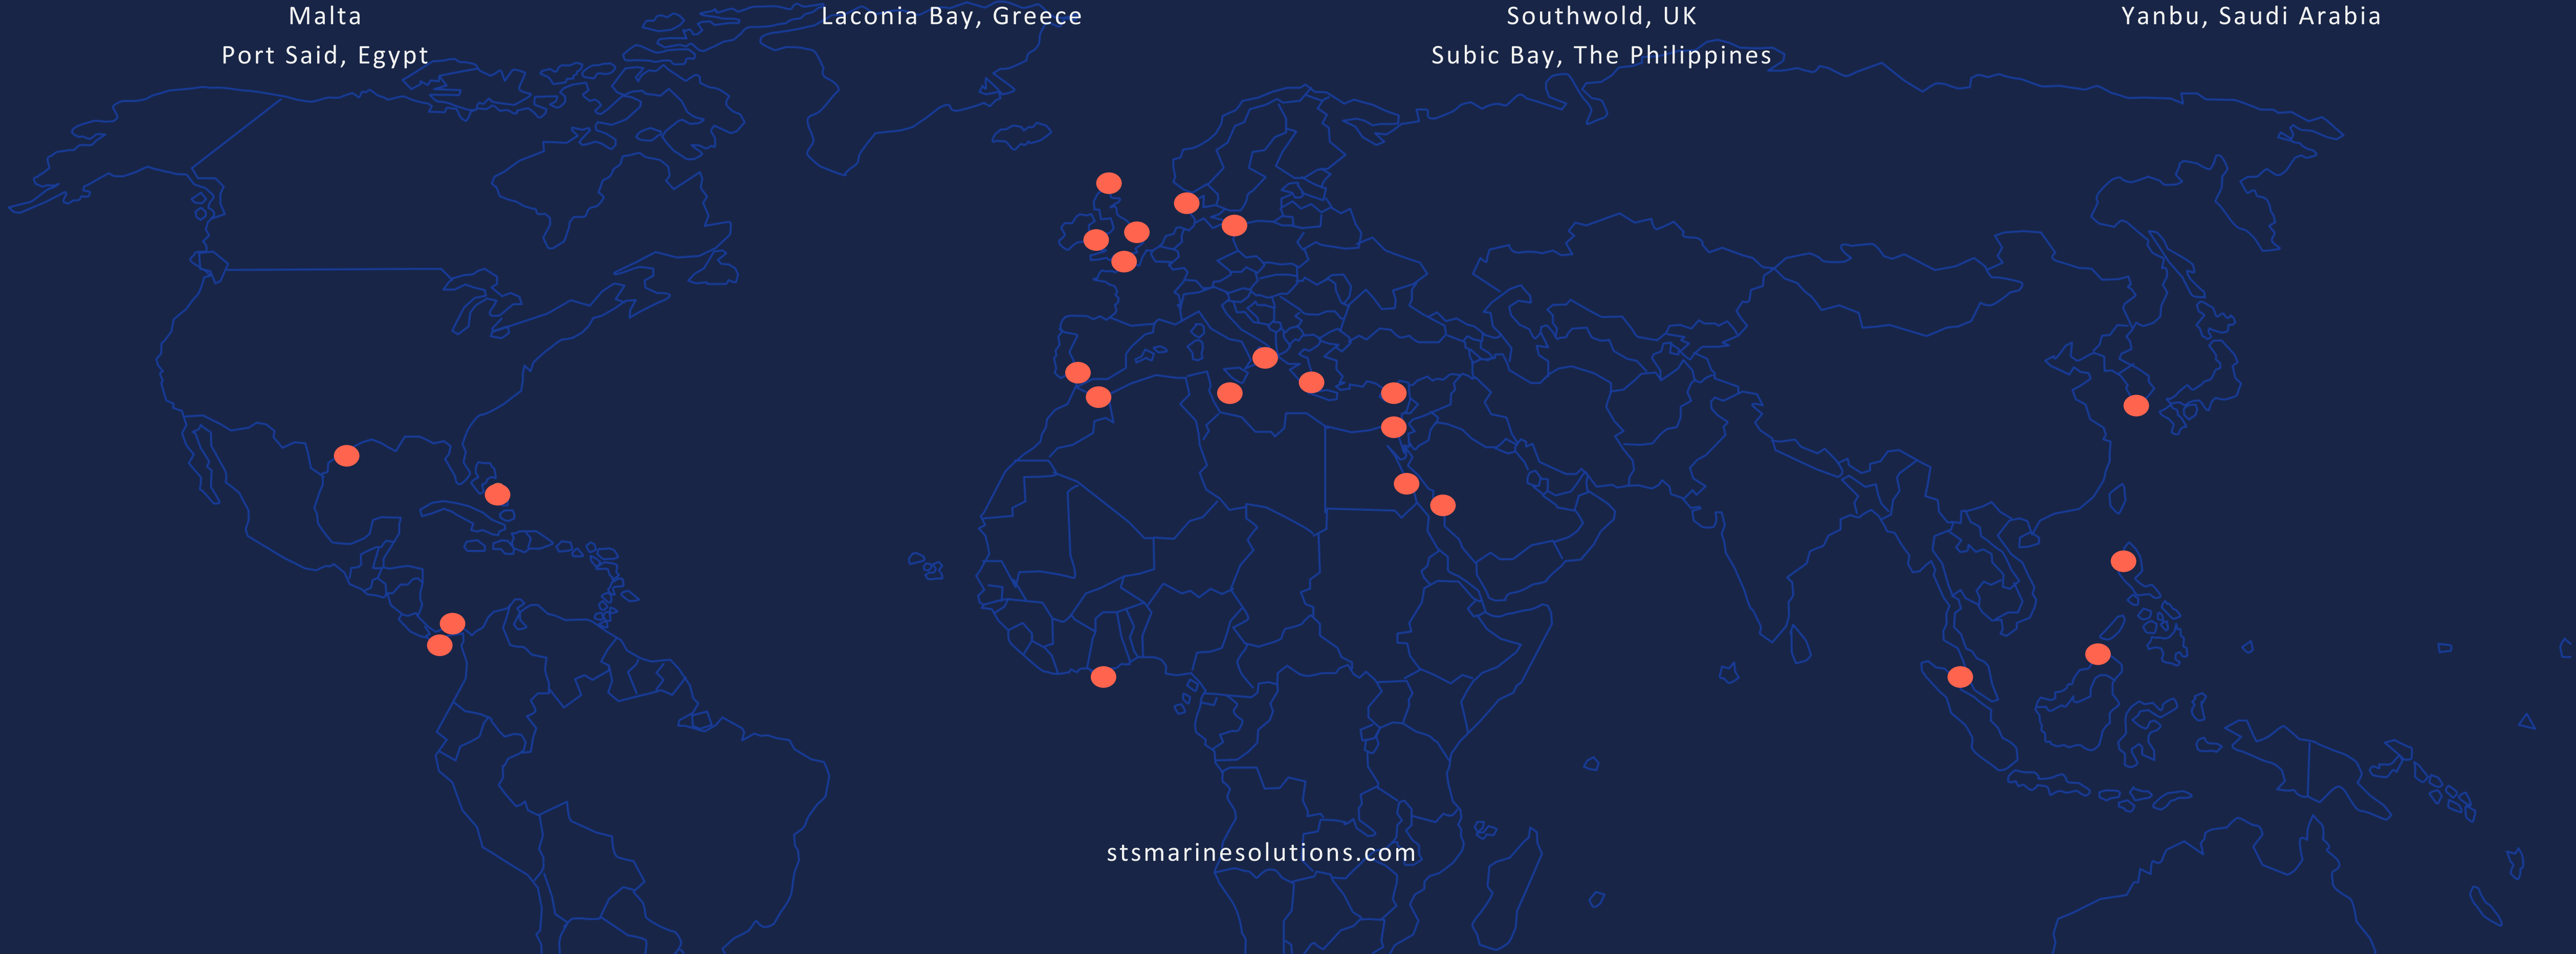 Malta Laconia Bay, Greece Southwold, UK Yanbu, Saudi Arabia
Port Said, Egypt Subic Bay, The Philippines
stsmarinesolutions.com